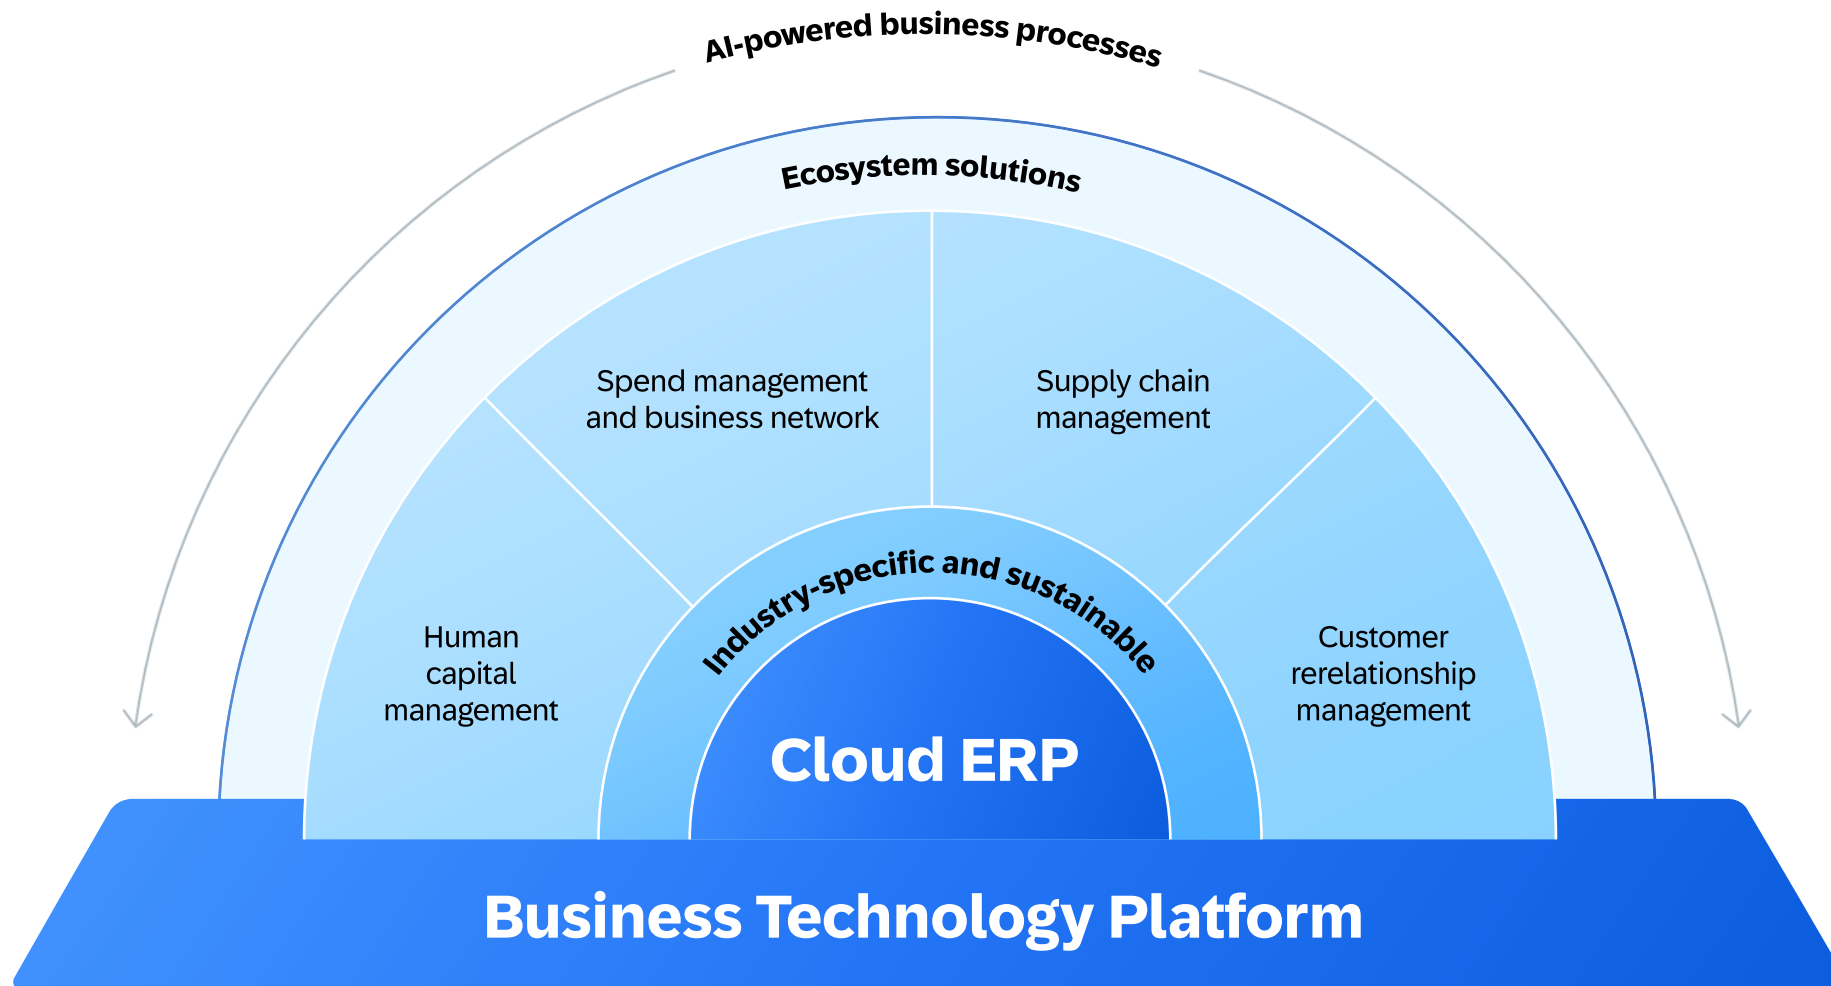 AI-powered business processes
Ecosystem solutions
Spend management
and business network
Supply chain
management
Industry-specific and sustainable
Human
capital
management
Customer
rerelationship
management
Cloud ERP
Business Technology Platform